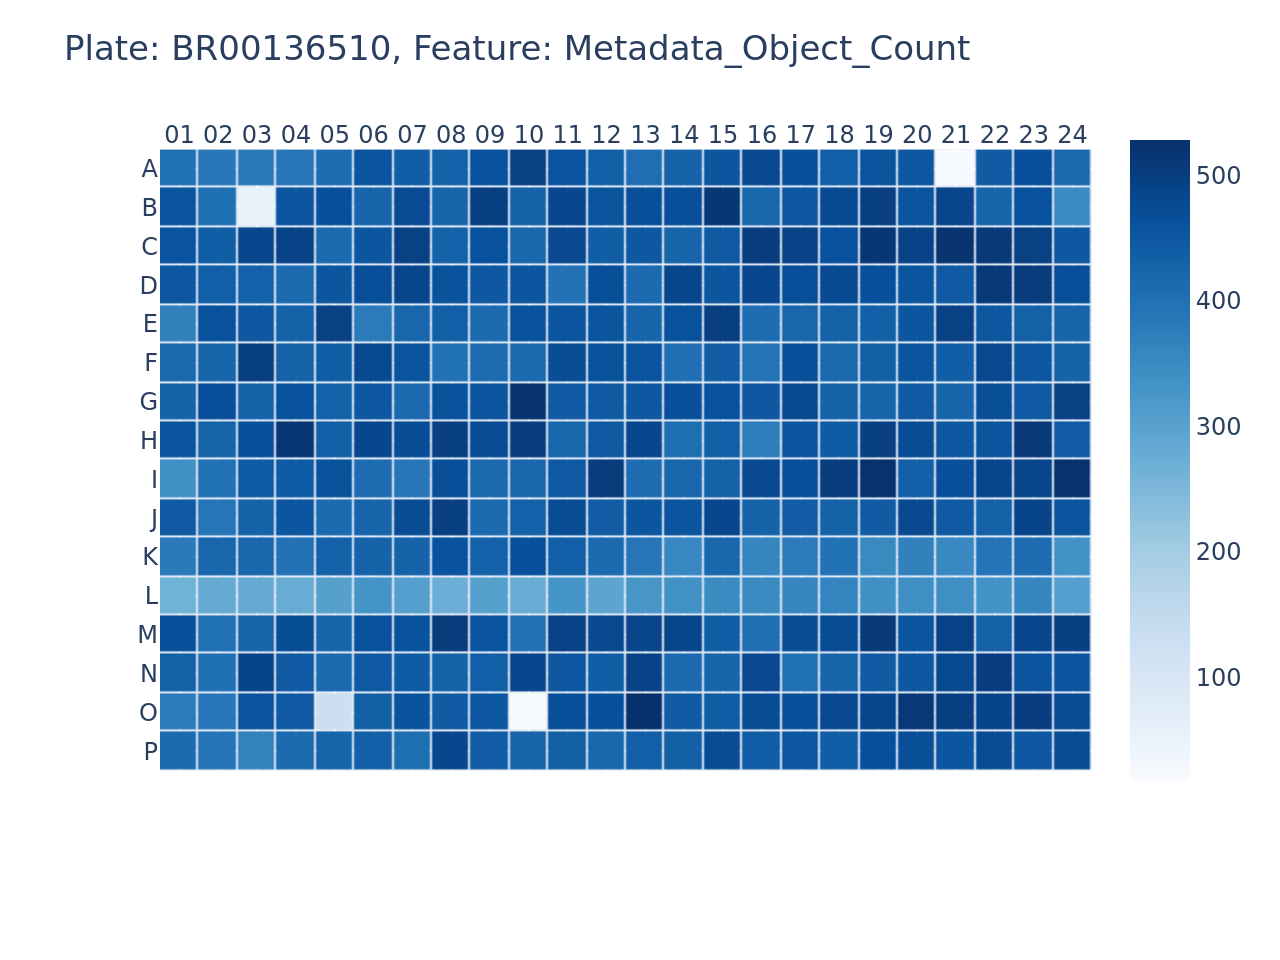 Plate: BR00136510, Feature: Metadata_Object_Count
01 02 03 04 05 06 07 08 09 10 11 12 13 14 15 16 17 18 19 20 21 22 23 24
A
B
C
D
E
F
G
H
I
J
K
L
M
N
O
P
500
400
300
200
100